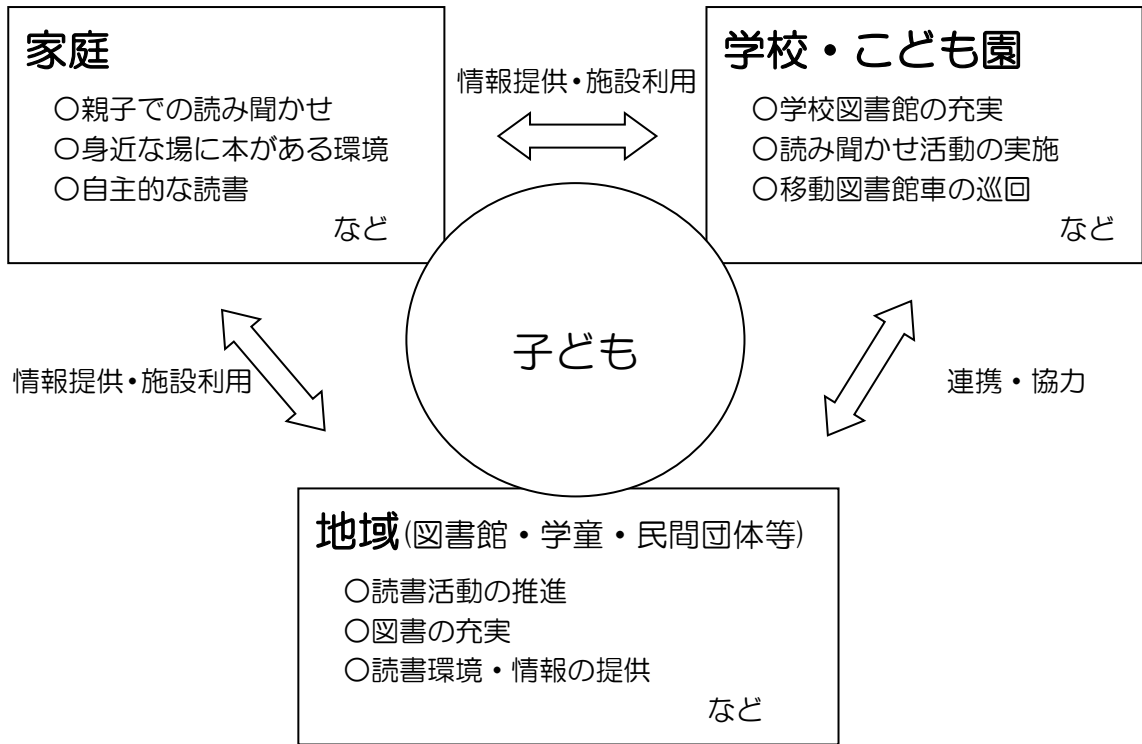 家庭
○親子での読み聞かせ
○身近な場に本がある環境
○自主的な読書
など
情報提供・施設利用
学校・こども園
○学校図書館の充実
○読み聞かせ活動の実施
○移動図書館車の巡回
など
子ども
情報提供・施設利用
連携・協力
地域(図書館・学童・民間団体等)
○読書活動の推進
○図書の充実
○読書環境・情報の提供
など